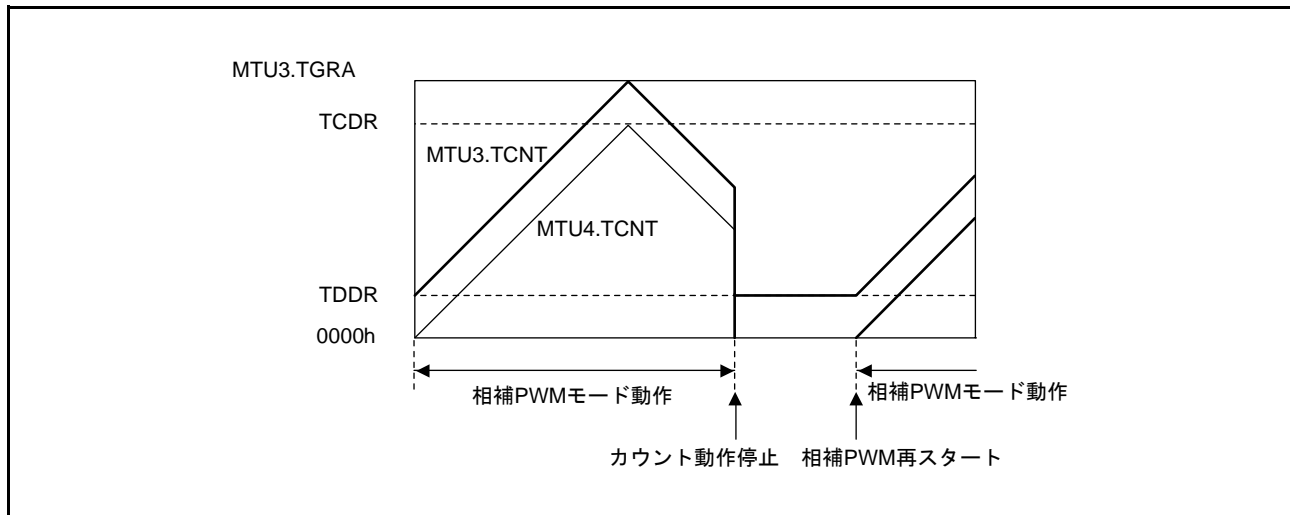 MTU3.TGRA
TCDR
MTU3.TCNT
MTU4.TCNT
TDDR
0000h
相補PWMモード動作
相補PWMモード動作
カウント動作停止
相補PWM再スタート